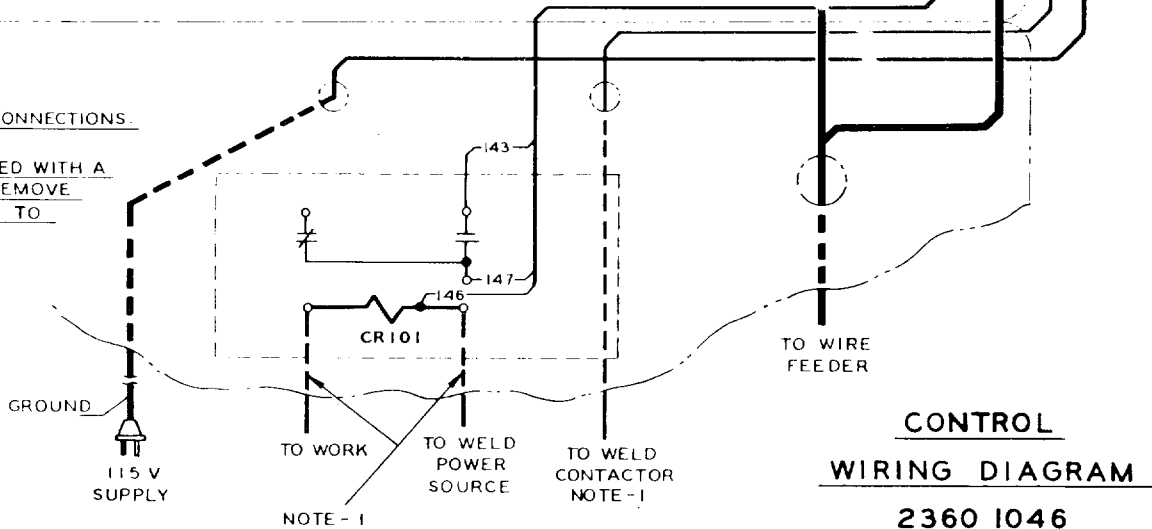 ONNECTIONS.
ED WITH A
EMOVE
TO
143
147
146
CR101
GROUND
115 V
SUPPLY
TO WORK
TO WELD
POWER
SOURCE
TO WELD
CONTACTOR
NOTE-1
NOTE-1
TO WIRE
FEEDER
CONTROL
WIRING DIAGRAM
2360 1046